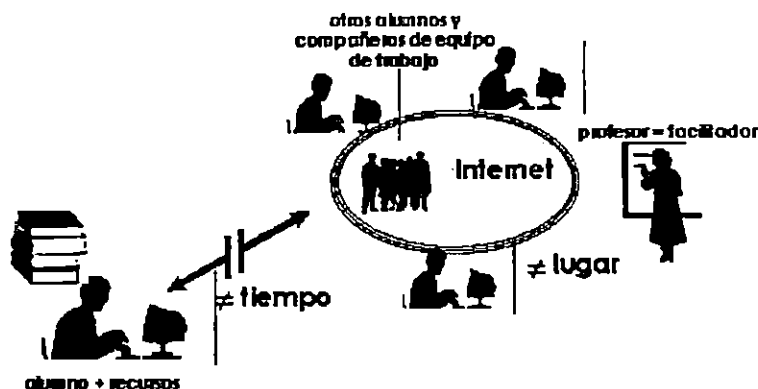 otros alumnos y
compañeros de equipo
de trabajo
profesor = facilitador
Internet
≠ lugar
≠ tiempo
alumno + recursos